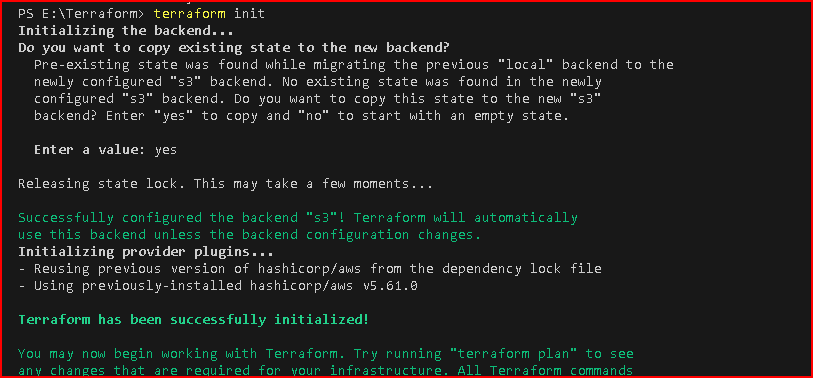 PS E:\Terraform> terraform init
Initializing the backend...
Do you want to copy existing state to the new backend?
Pre-existing state was found while migrating the previous "local" backend to the
newly configured "s3" backend. No existing state was found in the newly
configured "s3" backend. Do you want to copy this state to the new "s3"
backend? Enter "yes" to copy and "no" to start with an empty state.
Enter a value: yes
Releasing state lock. This may take a few moments...
Successfully configured the backend "s3"! Terraform will automatically
use this backend unless the backend configuration changes.
Initializing provider plugins...
- Reusing previous version of hashicorp/aws from the dependency lock file
- Using previously-installed hashicorp/aws v5.61.0
Terraform has been successfully initialized!
You may now begin working with Terraform. Try running "terraform plan" to see
any changes that are required for your infrastructure. All Terraform commands